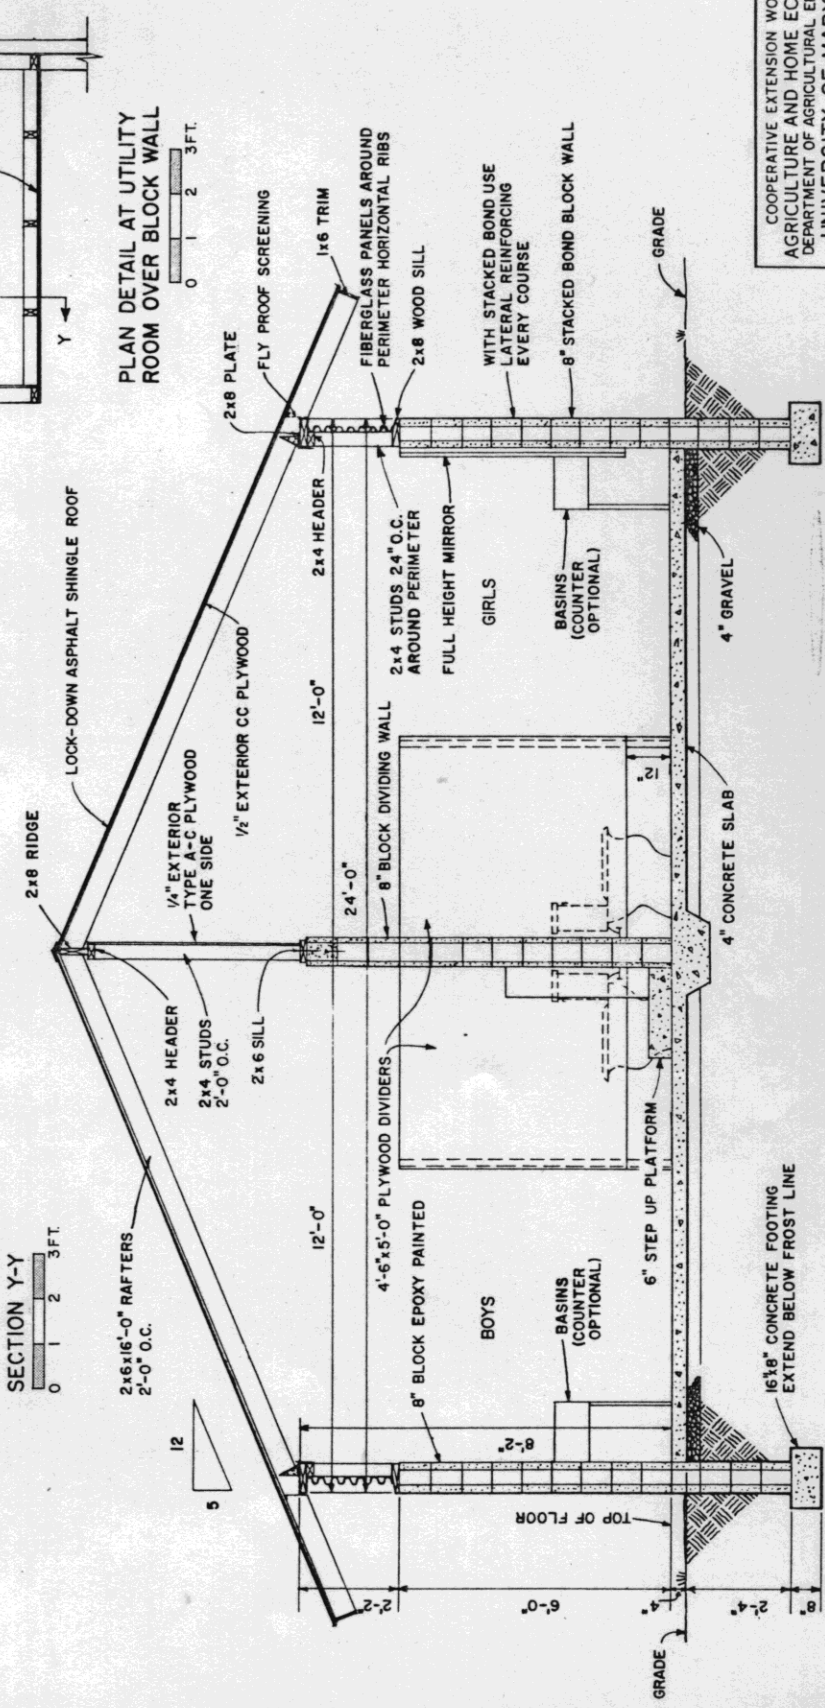 SECTION Y-Y
0 1 2 3 FT.
PLAN DETAIL AT UTILITY
ROOM OVER BLOCK WALL
0 1 2 3 FT.
Y
12
5
2x6x16'-0" RAFTERS
2'-0" O.C.
2x8 RIDGE
LOCK-DOWN ASPHALT SHINGLE ROOF
2x4 HEADER
2x4 STUDS
2'-0" O.C.
2x6 SILL
1/4" EXTERIOR
TYPE A-C PLYWOOD
ONE SIDE
1/2" EXTERIOR CC PLYWOOD
2x8 PLATE
FLY PROOF SCREENING
1x6 TRIM
12'-0"
12'-0"
24'-0"
2x4 HEADER
2x4 STUDS 24" O.C.
AROUND PERIMETER
FIBERGLASS PANELS AROUND
PERIMETER HORIZONTAL RIBS
2x8 WOOD SILL
4'-6"x5'-0" PLYWOOD DIVIDERS
8" BLOCK DIVIDING WALL
8" BLOCK EPOXY PAINTED
FULL HEIGHT MIRROR
WITH STACKED BOND USE
LATERAL REINFORCING
EVERY COURSE
8" STACKED BOND BLOCK WALL
BOYS
GIRLS
BASINS
(COUNTER
OPTIONAL)
BASINS
(COUNTER
OPTIONAL)
8'-2"
12"
TOP OF FLOOR
6" STEP UP PLATFORM
4" CONCRETE SLAB
4" GRAVEL
GRADE
GRADE
2'-2"
6'-0"
4"
2'-4"
8"
16"x8" CONCRETE FOOTING
EXTEND BELOW FROST LINE
COOPERATIVE EXTENSION
AGRICULTURE AND HOME
DEPARTMENT OF AGRICULTURAL
UNIVERSITY OF